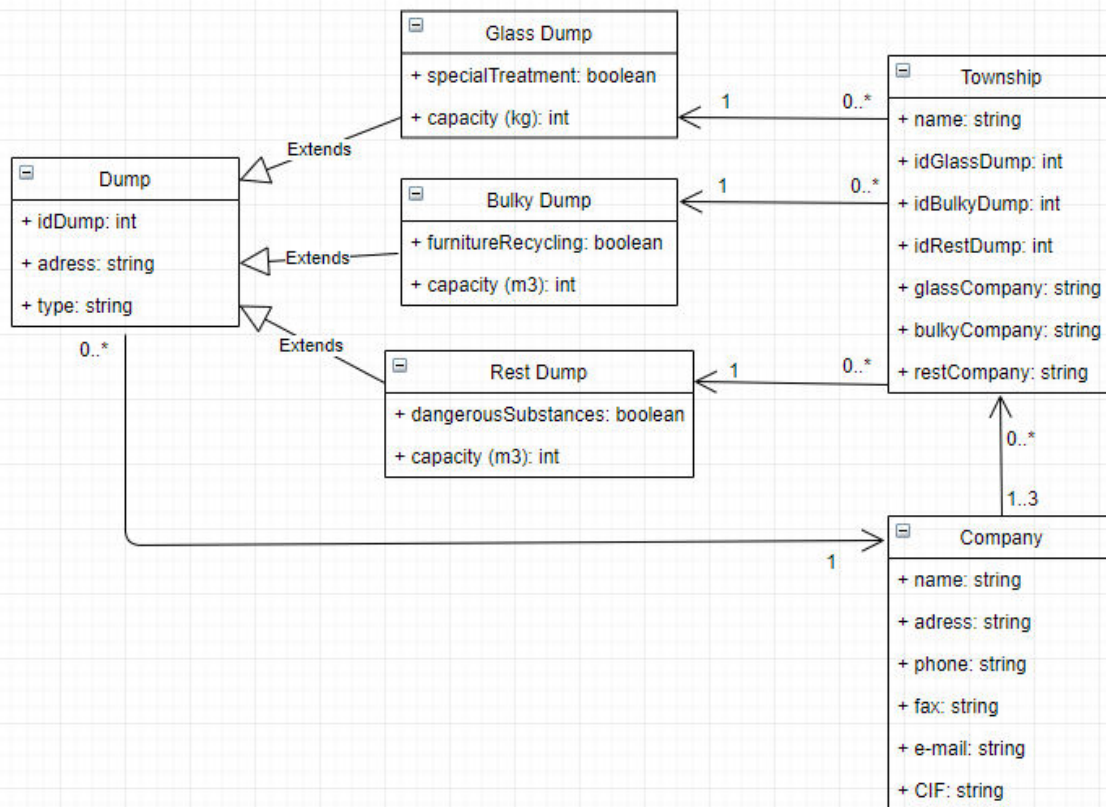 Glass Dump
+ specialTreatment: boolean
+ capacity (kg): int
Extends
Dump
+ idDump: int
+ adress: string
+ type: string
0..*
Extends
Bulky Dump
+ furnitureRecycling: boolean
+ capacity (m3): int
Extends
Rest Dump
+ dangerousSubstances: boolean
+ capacity (m3): int
1
0..*
1
0..*
1
0..*
Township
+ name: string
+ idGlassDump: int
+ idBulkyDump: int
+ idRestDump: int
+ glassCompany: string
+ bulkyCompany: string
+ restCompany: string
0..*
1..3
1
Company
+ name: string
+ adress: string
+ phone: string
+ fax: string
+ e-mail: string
+ CIF: string